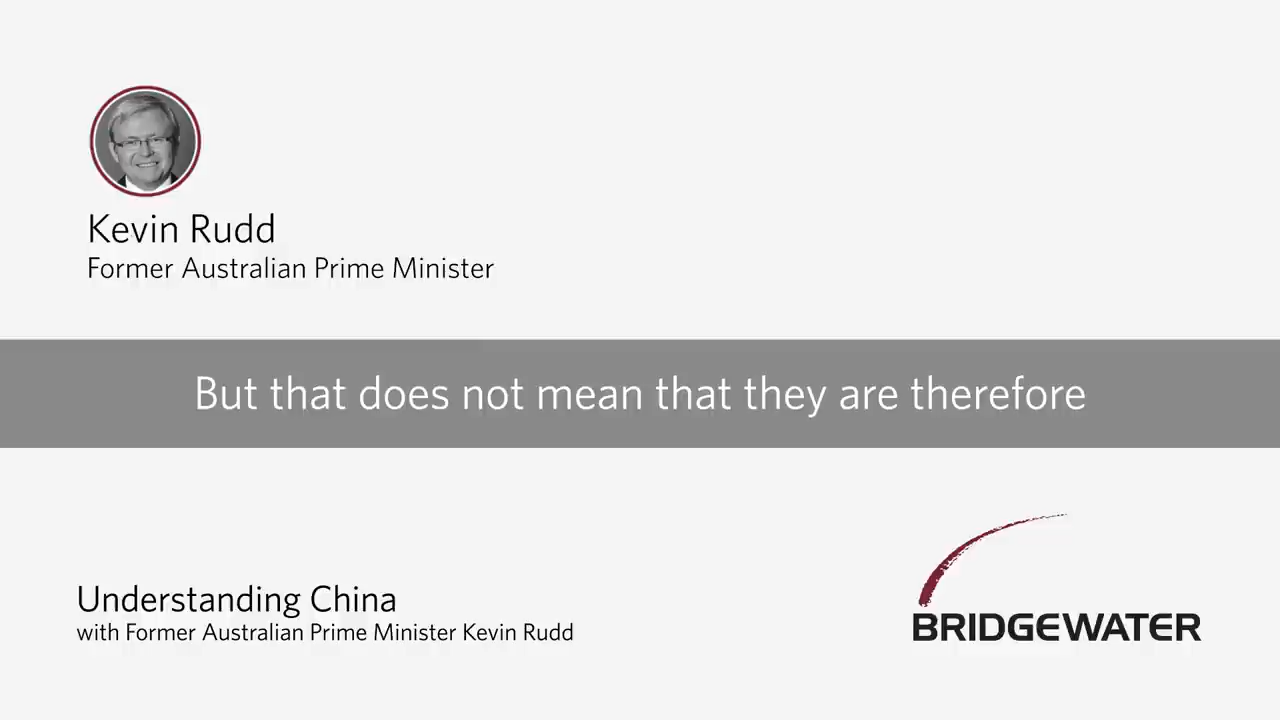 Kevin Rudd
Former Australian Prime Minister
But that does not mean that they are therefore
Understanding China
with Former Australian Prime Minister Kevin Rudd
BRIDGEWATER